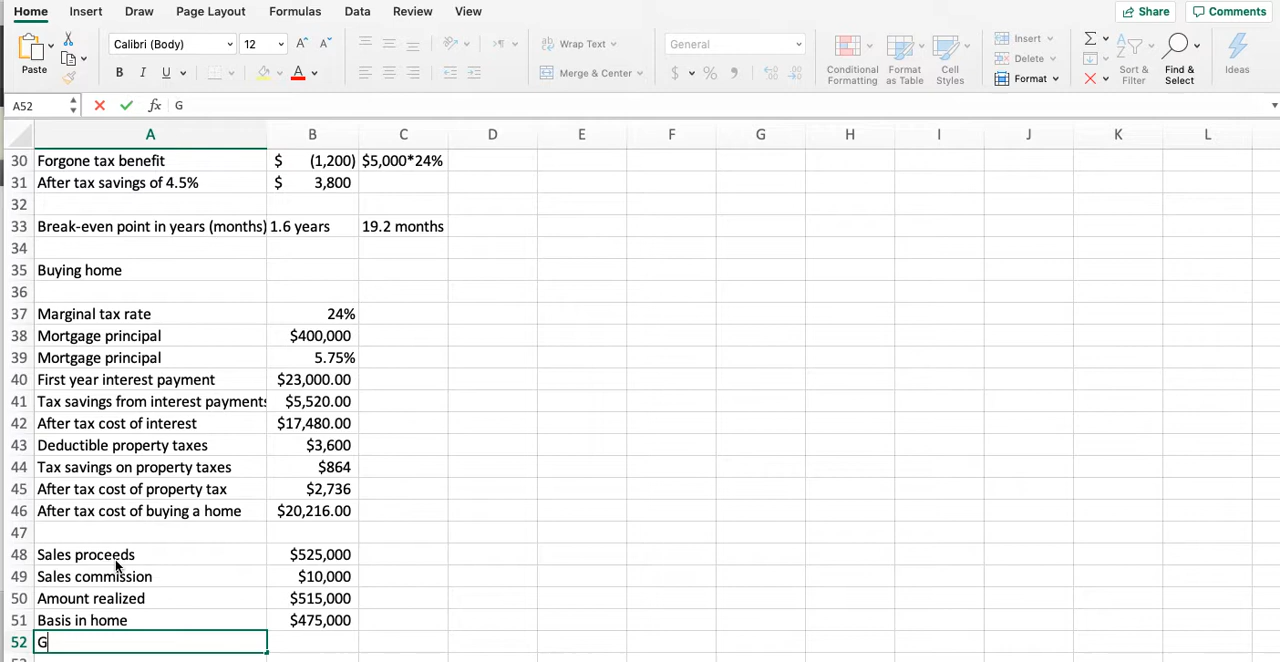 Home Insert Draw Page Layout Formulas Data Review View Share Comments
Paste Calibri (Body) 12 A^ A˅ Wrap Text General Insert Delete Format Conditional Formatting Format as Table Cell Styles Sort & Filter Find & Select Ideas
B I U A Merge & Center $ % ,
A52 fx G
A B C D E F G H I J K L
30 Forgone tax benefit $ (1,200) $5,000*24%
31 After tax savings of 4.5% $ 3,800
32
33 Break-even point in years (months) 1.6 years 19.2 months
34
35 Buying home
36
37 Marginal tax rate 24%
38 Mortgage principal $400,000
39 Mortgage principal 5.75%
40 First year interest payment $23,000.00
41 Tax savings from interest payments $5,520.00
42 After tax cost of interest $17,480.00
43 Deductible property taxes $3,600
44 Tax savings on property taxes $864
45 After tax cost of property tax $2,736
46 After tax cost of buying a home $20,216.00
47
48 Sales proceeds $525,000
49 Sales commission $10,000
50 Amount realized $515,000
51 Basis in home $475,000
52 G